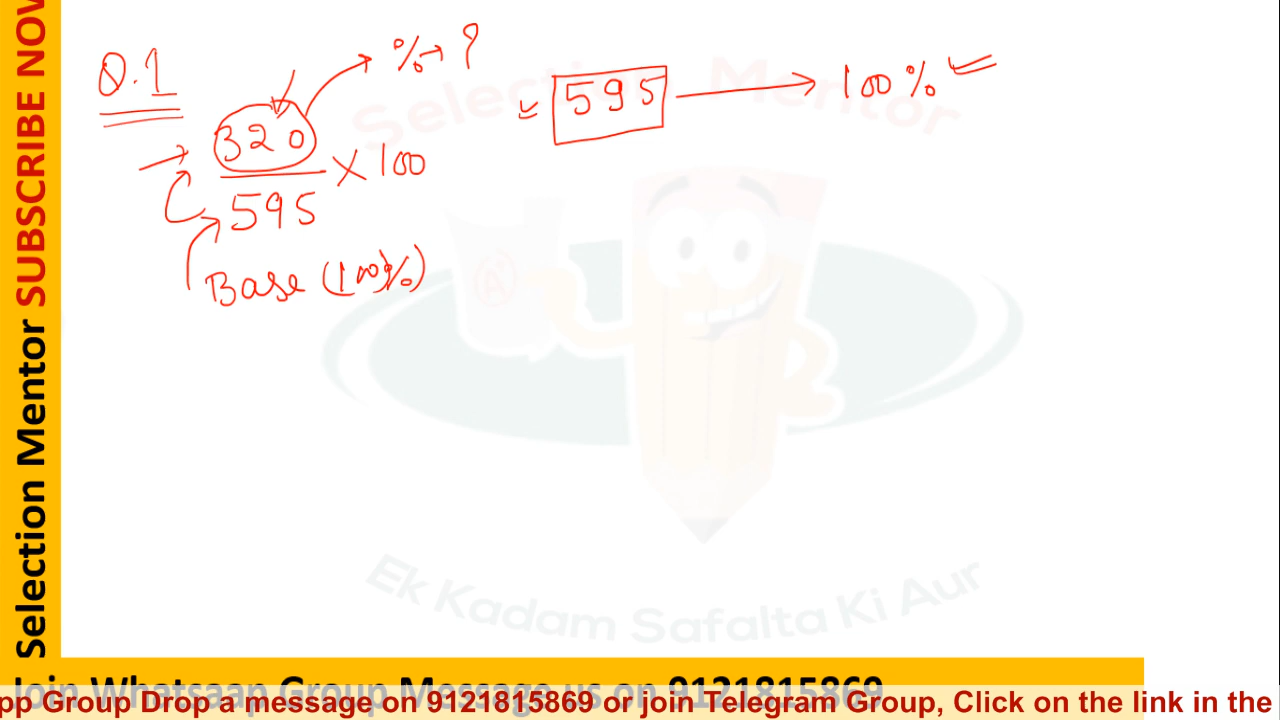 Selection Mentor SUBSCRIBE NOW
Q.1
320
595
× 100
% → ?
Base (100%)
= 595 → 100%
Selection Mentor
Ek Kadam Safalta Ki Aur
Join Whatsaap Group Message us on 9121815869
pp Group Drop a message on 9121815869 or join Telegram Group, Click on the link in the